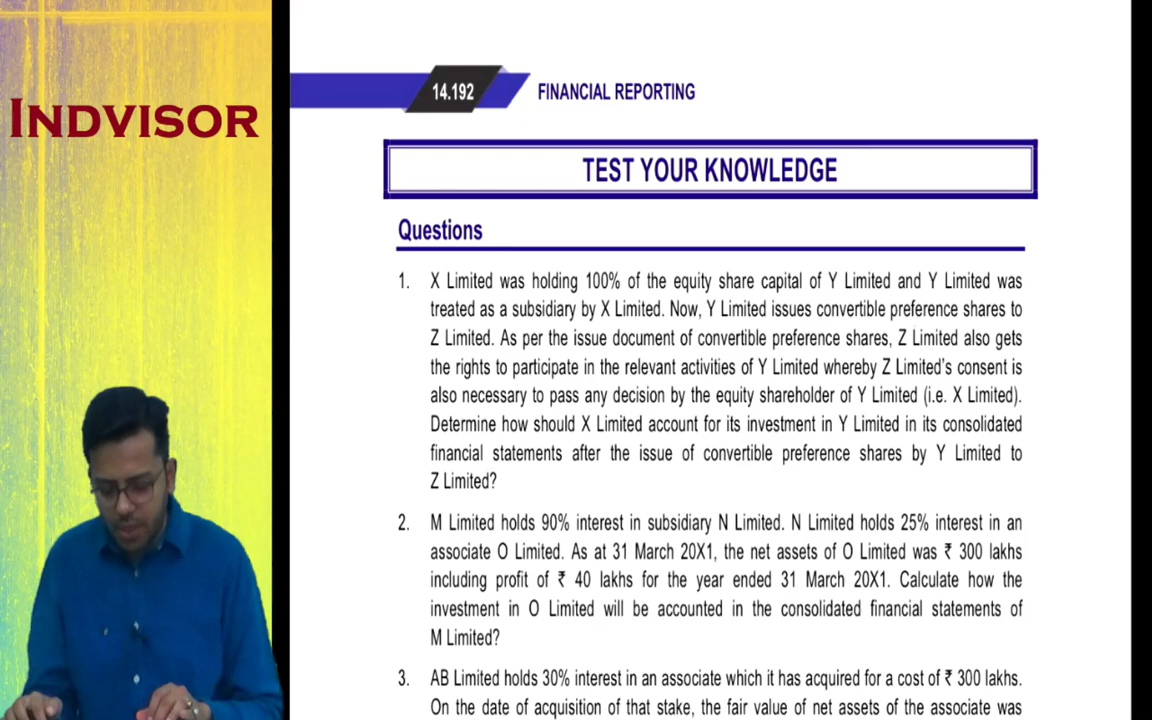 INDVISOR
14.192 FINANCIAL REPORTING
TEST YOUR KNOWLEDGE
Questions
1. X Limited was holding 100% of the equity share capital of Y Limited and Y Limited was
treated as a subsidiary by X Limited. Now, Y Limited issues convertible preference shares to
Z Limited. As per the issue document of convertible preference shares, Z Limited also gets
the rights to participate in the relevant activities of Y Limited whereby Z Limited's consent is
also necessary to pass any decision by the equity shareholder of Y Limited (i.e. X Limited).
Determine how should X Limited account for its investment in Y Limited in its consolidated
financial statements after the issue of convertible preference shares by Y Limited to
Z Limited?
2. M Limited holds 90% interest in subsidiary N Limited. N Limited holds 25% interest in an
associate O Limited. As at 31 March 20X1, the net assets of O Limited was ₹ 300 lakhs
including profit of ₹ 40 lakhs for the year ended 31 March 20X1. Calculate how the
investment in O Limited will be accounted in the consolidated financial statements of
M Limited?
3. AB Limited holds 30% interest in an associate which it has acquired for a cost of ₹ 300 lakhs.
On the date of acquisition of that stake, the fair value of net assets of the associate was